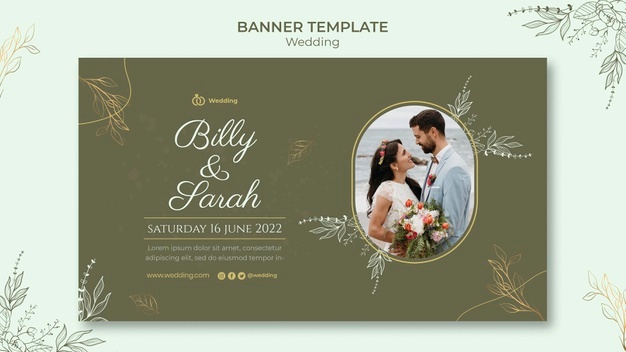 BANNER TEMPLATE
Wedding
Wedding
Billy
&
Sarah
SATURDAY 16 JUNE 2022
Lorem ipsum dolor sit amet, consectetur
adipiscing elit, sed do eiusmod tempor in-
www.wedding.com @wedding